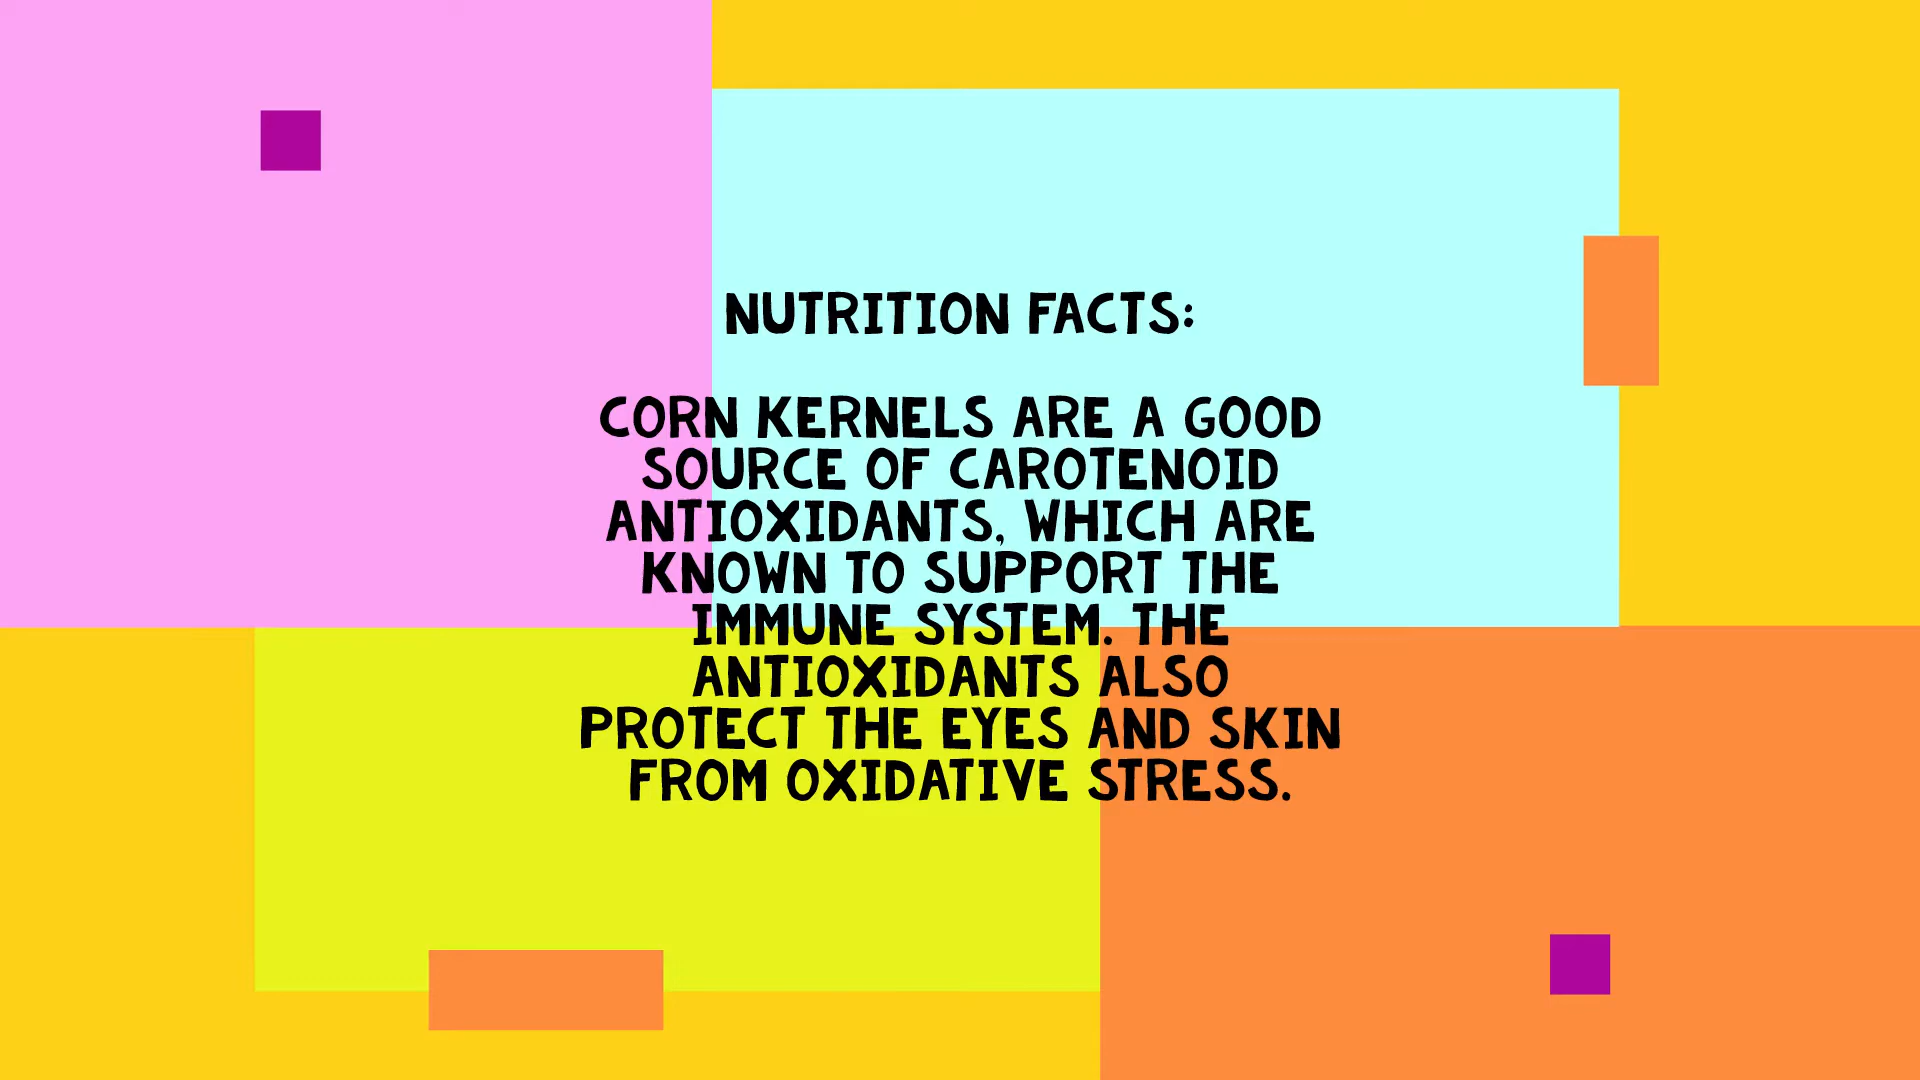 NUTRITION FACTS:
CORN KERNELS ARE A GOOD
SOURCE OF CAROTENOID
ANTIOXIDANTS, WHICH ARE
KNOWN TO SUPPORT THE
IMMUNE SYSTEM. THE
ANTIOXIDANTS ALSO
PROTECT THE EYES AND SKIN
FROM OXIDATIVE STRESS.